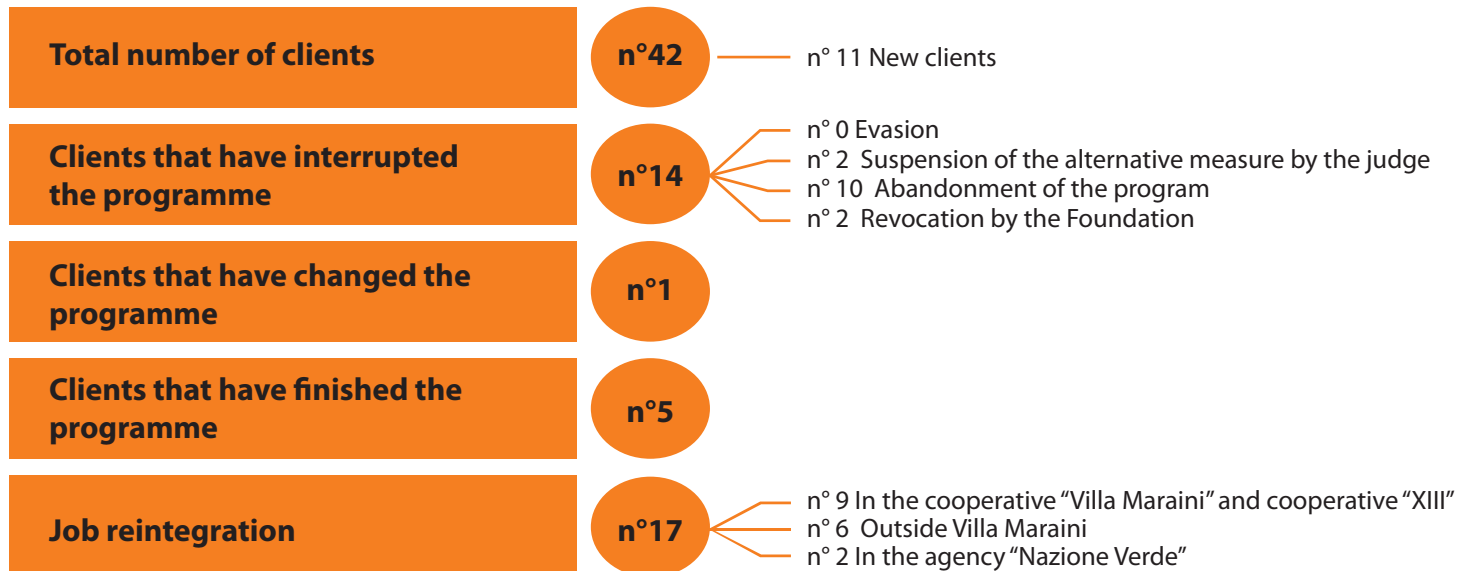 Total number of clients
n°42
n° 11 New clients
Clients that have interrupted
the programme
n°14
n° 0 Evasion
n° 2 Suspension of the alternative measure by the judge
n° 10 Abandonment of the program
n° 2 Revocation by the Foundation
Clients that have changed the
programme
n°1
Clients that have finished the
programme
n°5
Job reintegration
n°17
n° 9 In the cooperative “Villa Maraini” and cooperative “XIII”
n° 6 Outside Villa Maraini
n° 2 In the agency “Nazione Verde”